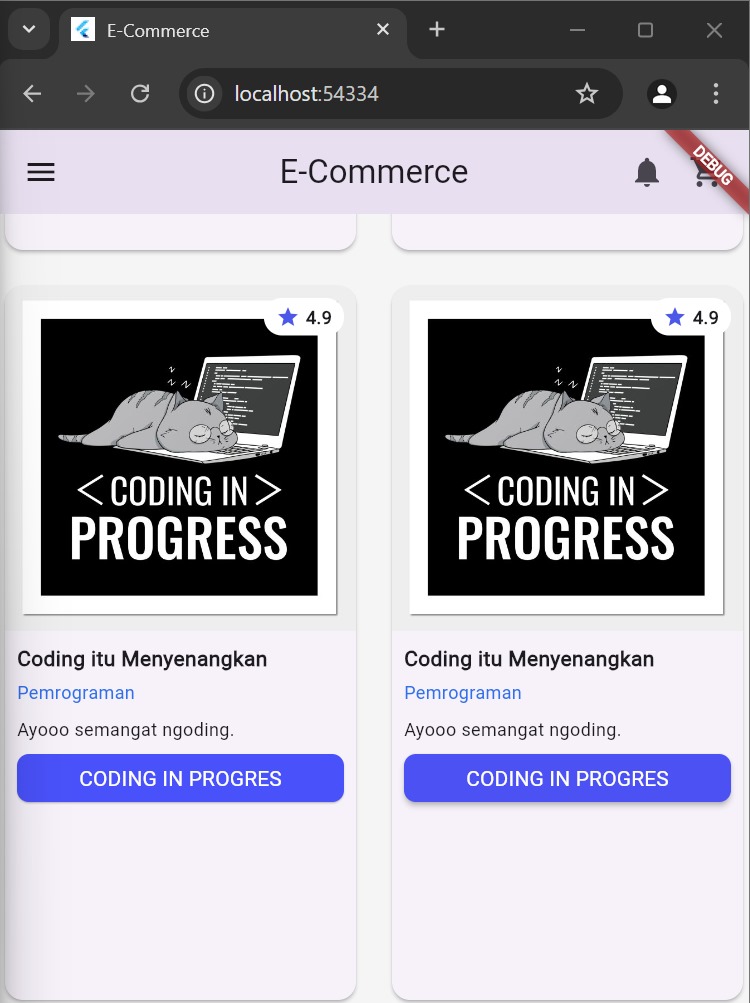 E-Commerce
localhost:54334
E-Commerce
DEBUG
4.9
4.9
z
z
z z
z
z
z z
< CODING IN >
PROGRESS
< CODING IN >
PROGRESS
Coding itu Menyenangkan
Coding itu Menyenangkan
Pemrograman
Pemrograman
Ayooo semangat ngoding.
Ayooo semangat ngoding.
CODING IN PROGRES
CODING IN PROGRES